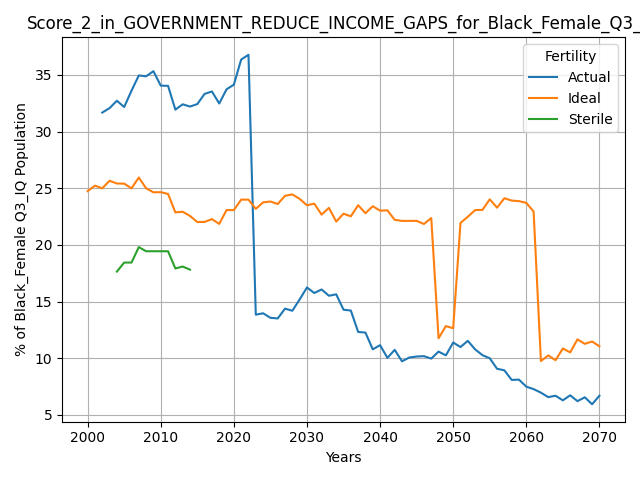 Score_2_in_GOVERNMENT_REDUCE_INCOME_GAPS_for_Black_Female_Q3_
Fertility
Actual
Ideal
Sterile
% of Black_Female Q3_IQ Population
35
30
25
20
15
10
5
2000 2010 2020 2030 2040 2050 2060 2070
Years